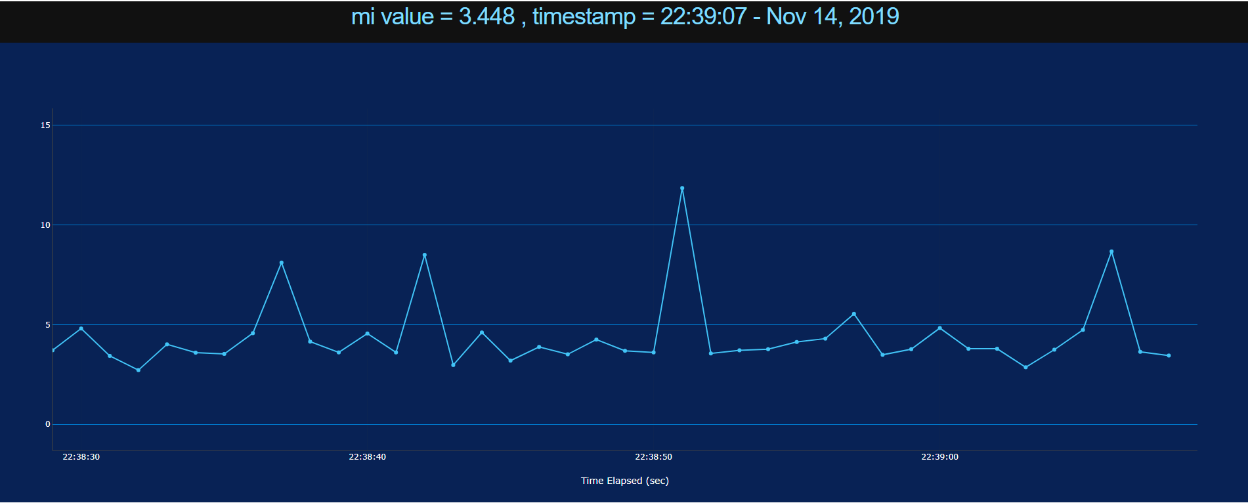 mi value = 3.448 , timestamp = 22:39:07 - Nov 14, 2019
15
10
5
0
22:38:30 22:38:40 22:38:50 22:39:00
Time Elapsed (sec)